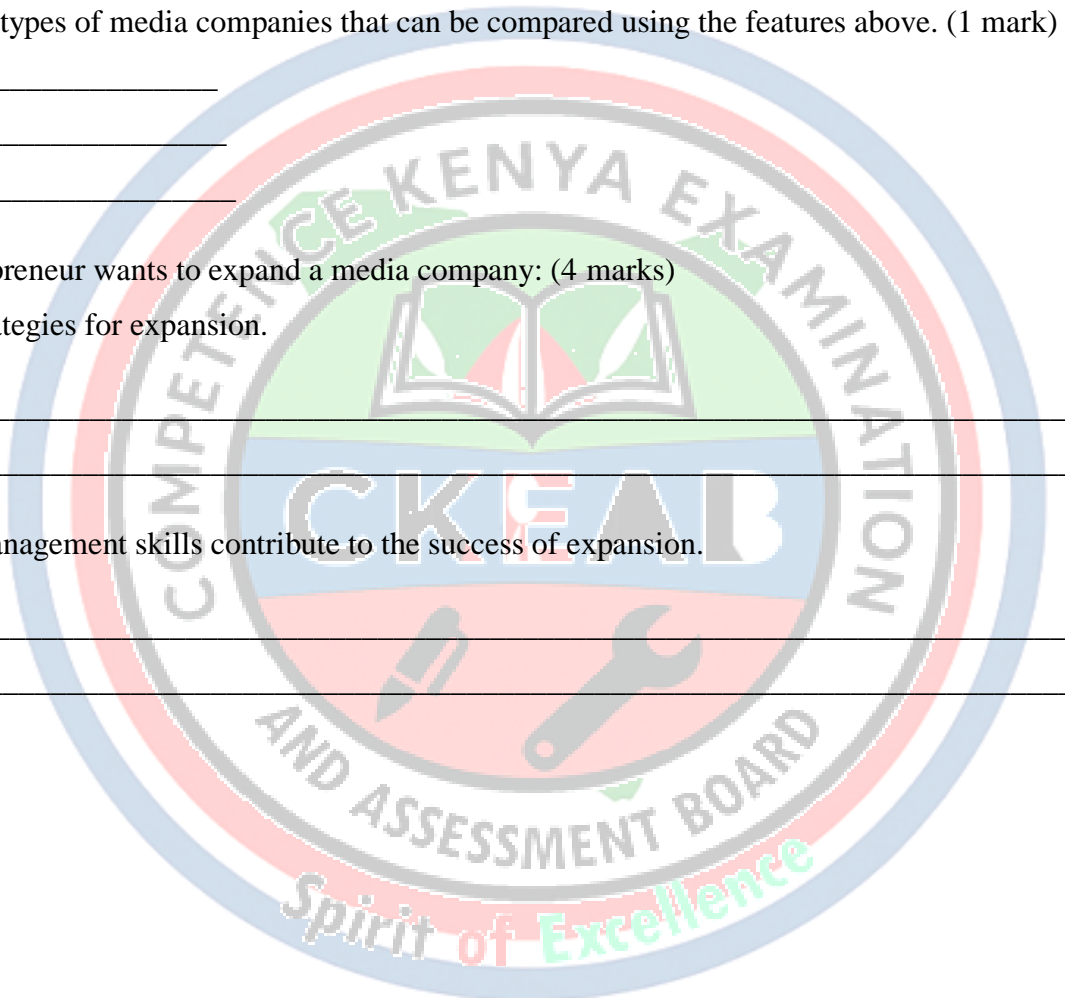 types of media companies that can be compared using the features above. (1 mark)
preneur wants to expand a media company: (4 marks)
ategies for expansion.
anagement skills contribute to the success of expansion.
COMPETENCE KENYA EXAMINATION
CKEAB
AND ASSESSMENT BOARD
Spirit of Excellence